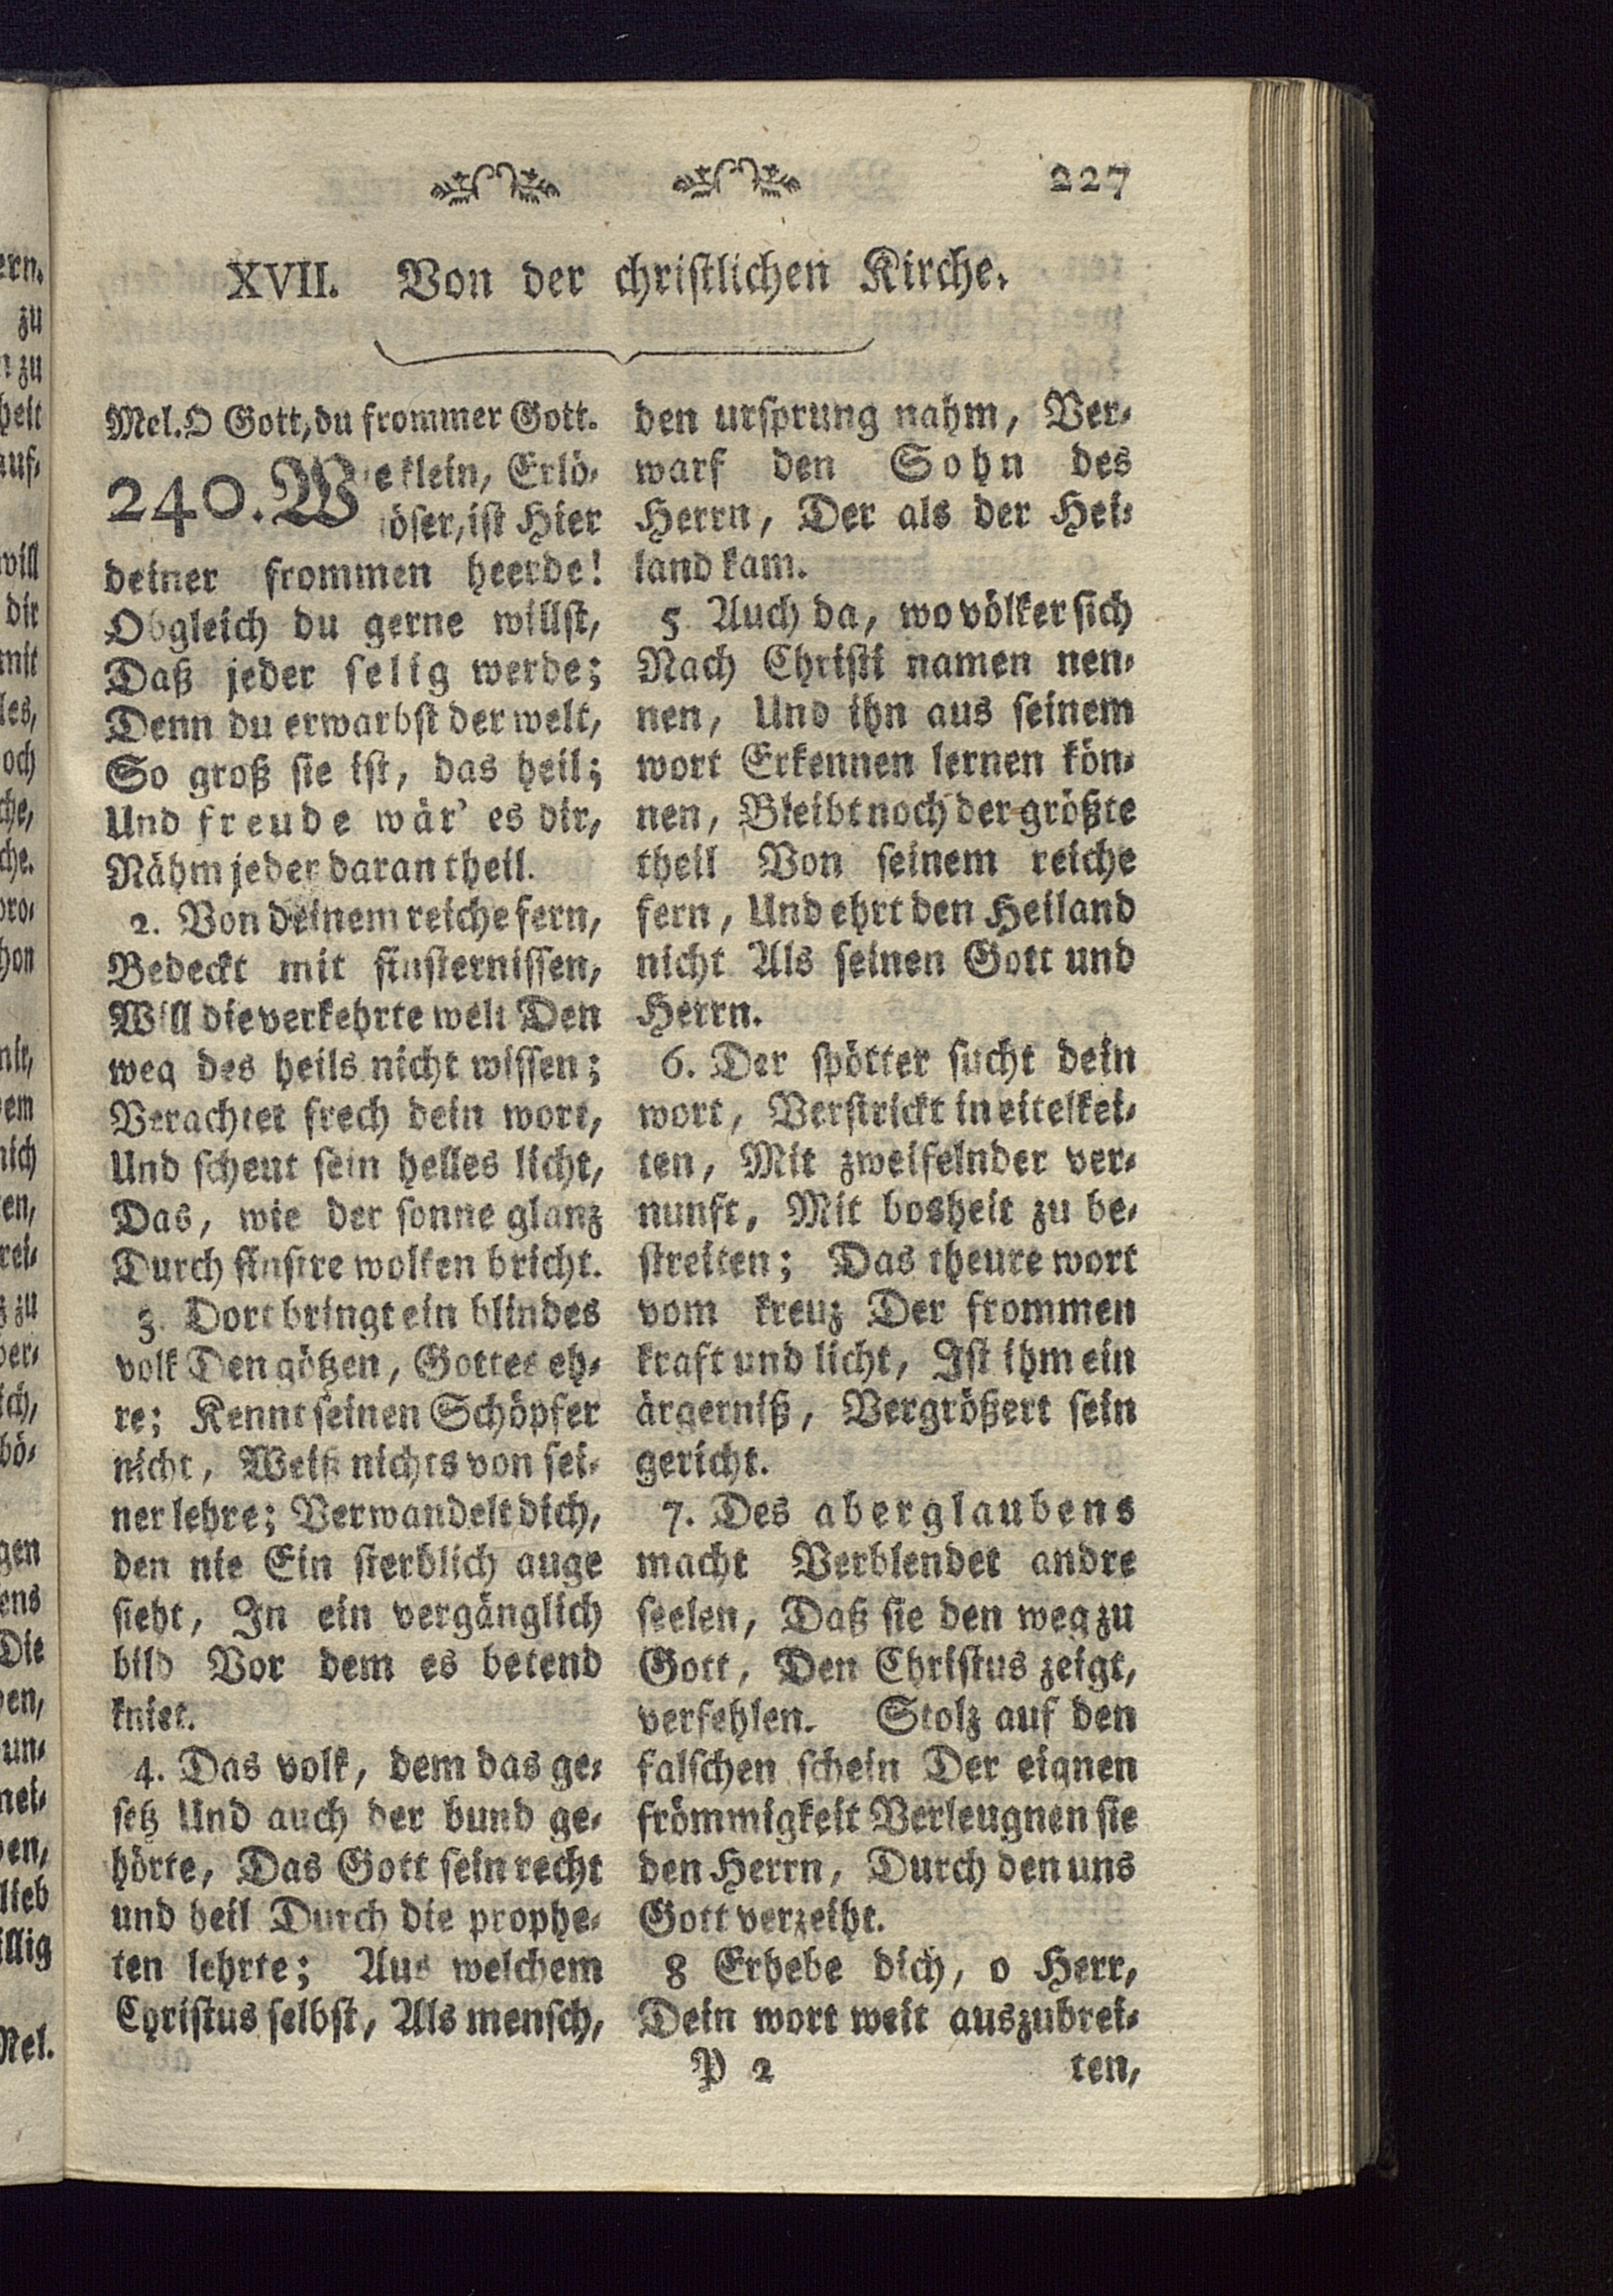 227
XVII. Von der christlichen Kirche.
Mel. O Gott, du frommer Gott.
240. We klein, Erlö-
öser, ist Hier
deiner frommen heerde!
Obgleich du gerne willst,
Daß jeder selig werde;
Denn du erwarbst der welt,
So groß sie ist, das heil;
Und freude wär' es dir,
Nähm jeder daran theil.
2. Von deinem reiche fern,
Bedeckt mit finsternissen,
Will die verkehrte welt Den
weg des heils nicht wissen;
Verachtet frech dein wort,
Und scheut sein helles licht,
Das, wie der sonne glanz
Durch finstre wolken bricht.
3. Dort bringt ein blindes
volk Den götzen, Gottes eh-
re; Kennt seinen Schöpfer
nicht, Weiß nichts von sei-
ner lehre; Verwandelt dich,
den nie Ein sterblich auge
sieht, In ein vergänglich
bild Vor dem es betend
kniet.
4. Das volk, dem das ge-
setz Und auch der bund ge-
hörte, Das Gott sein recht
und heil Durch die prophe-
ten lehrte; Aus welchem
Christus selbst, Als mensch,
den ursprung nahm, Ver-
warf den Sohn des
Herrn, Der als der Hei-
land kam.
5 Auch da, wo völker sich
Nach Christi namen nen-
nen, Und ihn aus seinem
wort Erkennen lernen kön-
nen, Bleibt noch der größte
theil Von seinem reiche
fern, Und ehrt den Heiland
nicht Als seinen Gott und
Herrn.
6. Der spötter sucht dein
wort, Verstrickt in eitelkei-
ten, Mit zweifelnder ver-
nunft, Mit bosheit zu be-
streiten; Das theure wort
vom kreuz Der frommen
kraft und licht, Ist ihm ein
ärgerniß, Vergrößert sein
gericht.
7. Des aberglaubens
macht Verblendet andre
seelen, Daß sie den weg zu
Gott, Den Christus zeigt,
verfehlen. Stolz auf den
falschen schein Der eignen
frömmigkeit Verleugnen sie
den Herrn, Durch den uns
Gott verzeiht.
8 Erhebe dich, o Herr,
Dein wort weit auszubrei-
P 2 ten,